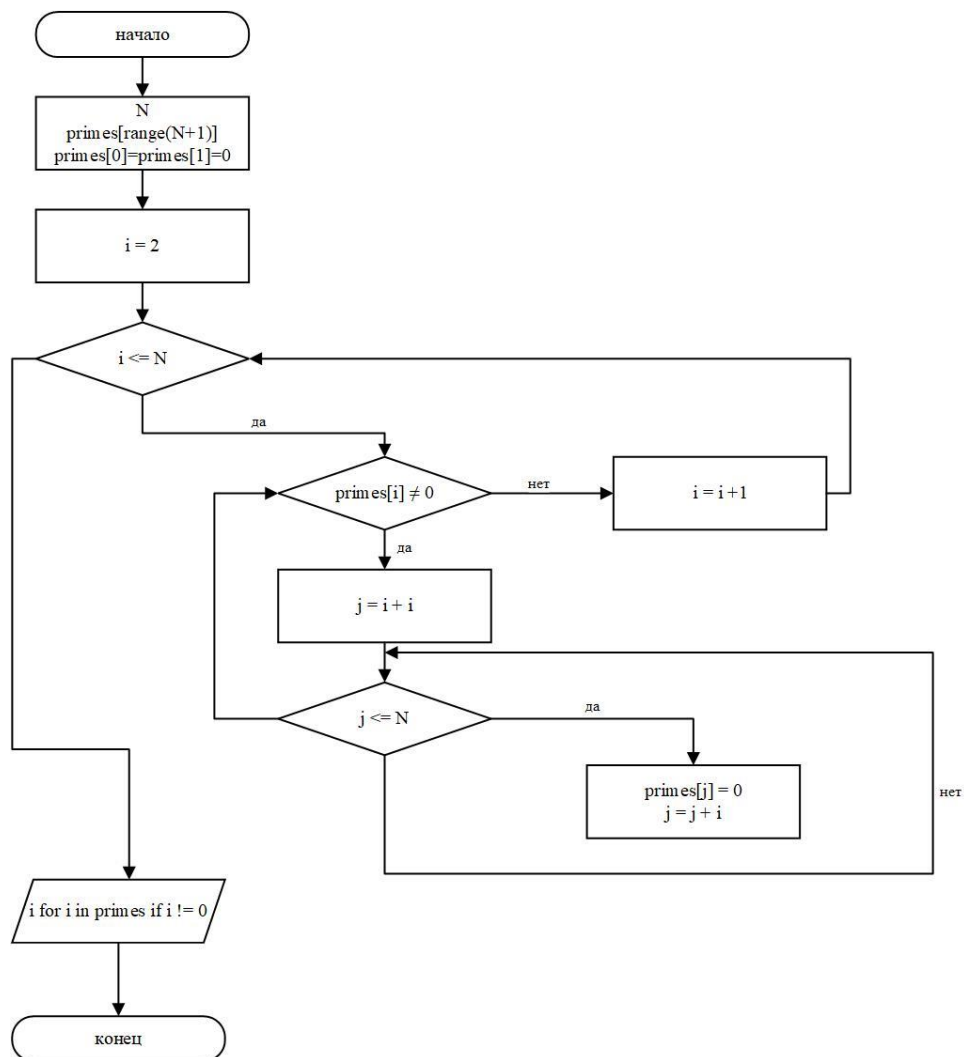 начало
N
primes[range(N+1)]
primes[0]=primes[1]=0
i = 2
i <= N
да
primes[i] ≠ 0
нет
i = i +1
да
j = i + i
j <= N
да
primes[j] = 0
j = j + i
нет
i for i in primes if i != 0
конец